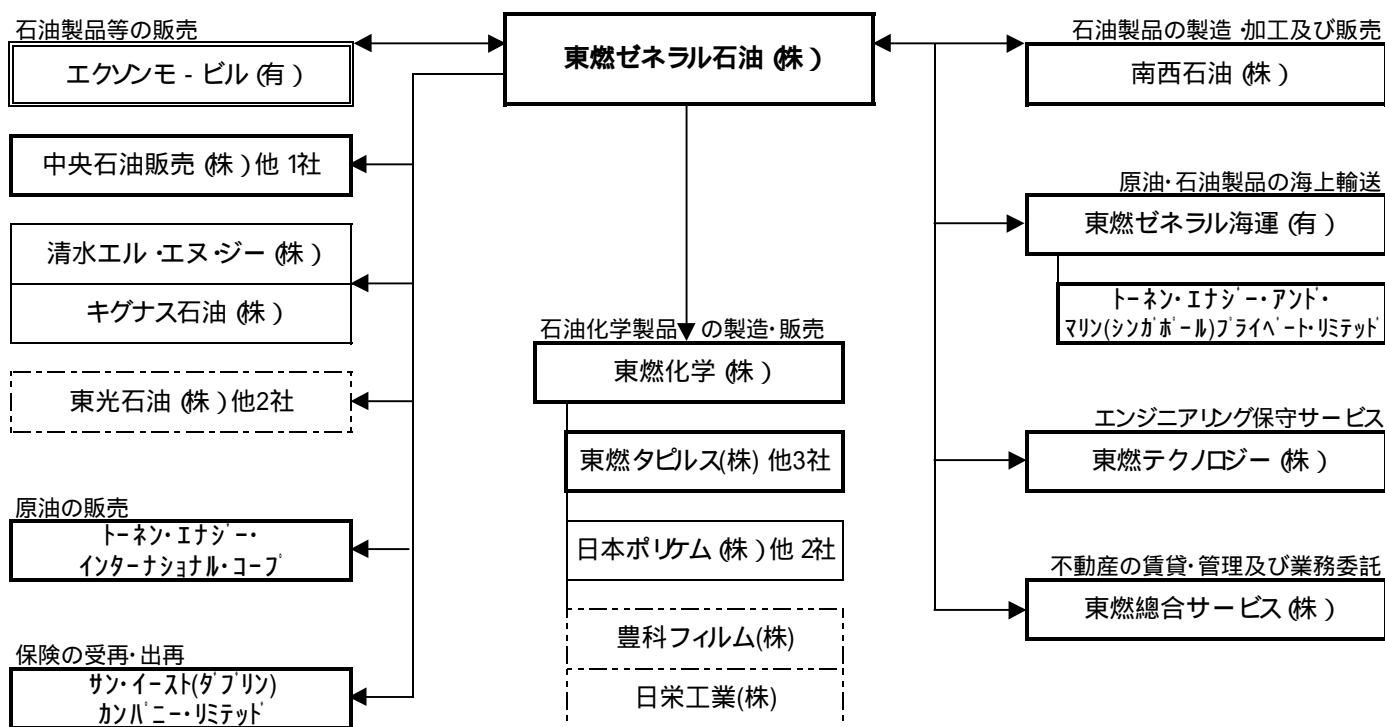 石油製品等の販売
エクソンモ - ビル (有 )
中央石油販売 (株 ) 他 1社
清水エル ・エヌ・ジー (株 )
キグナス石油 (株 )
東光石油 (株 ) 他2社
原油の販売
トーネン・エナジー・
インターナショナル・コープ
保険の受再・出再
サン・イースト(ダブリン)
カンパニー・リミテッド
東燃ゼネラル石油 (株 )
石油化学製品 の製造・販売
東燃化学 (株 )
東燃タピルス(株) 他3社
日本ポリケム (株 ) 他 2社
豊科フィルム(株)
日栄工業(株)
石油製品の製造 ・加工及び販売
南西石油 (株 )
原油・石油製品の海上輸送
東燃ゼネラル海運 (有 )
トーネン・エナジー・アンド・
マリン(シンガポール)プライベート・リミテッド
エンジニアリング保守サービス
東燃テクノロジー (株 )
不動産の賃貸・管理及び業務委託
東燃總合サービス (株 )